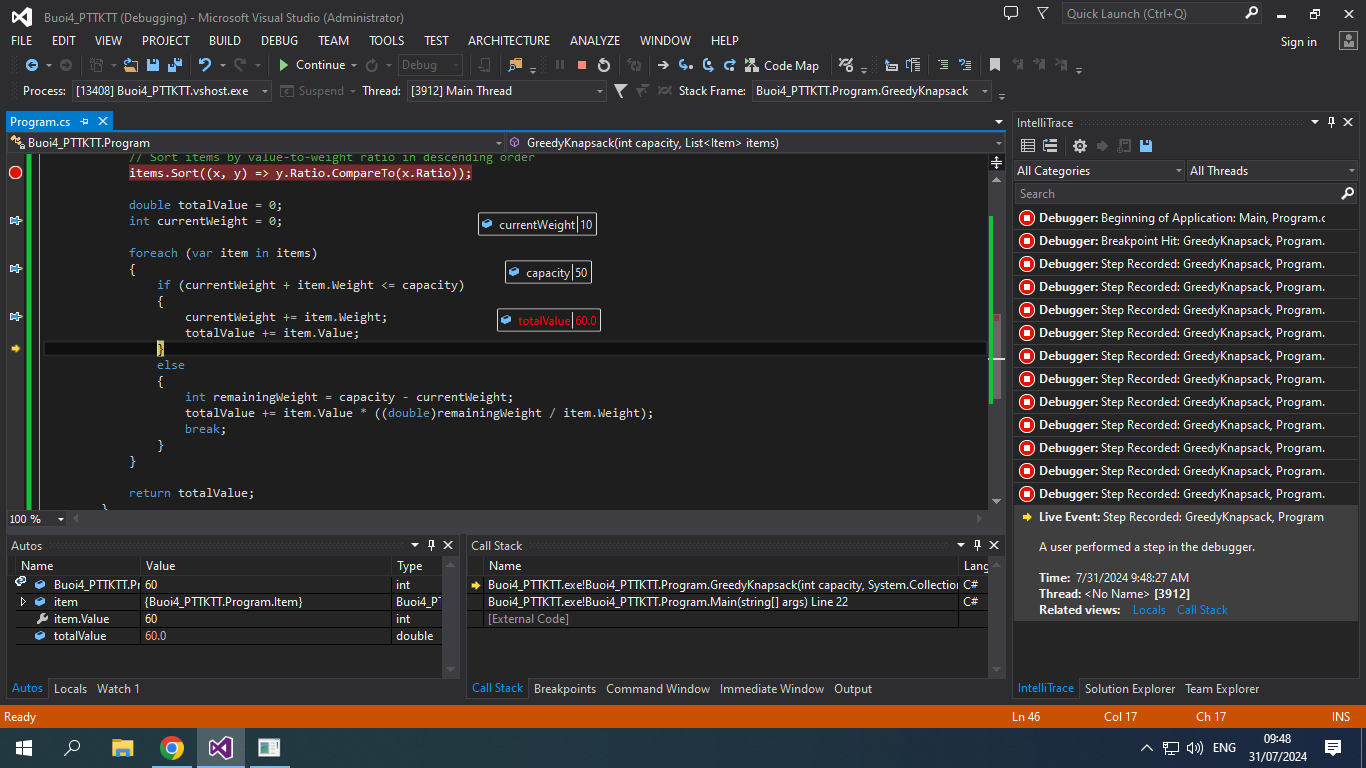 Buoi4_PTTKTT (Debugging) - Microsoft Visual Studio (Administrator)
Quick Launch (Ctrl+Q)
FILE EDIT VIEW PROJECT BUILD DEBUG TEAM TOOLS TEST ARCHITECTURE ANALYZE WINDOW HELP
Sign in
Continue Debug Code Map
Process: [13408] Buoi4_PTTKTT.vshost.exe Suspend Thread: [3912] Main Thread Stack Frame: Buoi4_PTTKTT.Program.GreedyKnapsack
Program.cs
Buoi4_PTTKTT.Program GreedyKnapsack(int capacity, List<Item> items)
// Sort items by value-to-weight ratio in descending order
items.Sort((x, y) => y.Ratio.CompareTo(x.Ratio));
double totalValue = 0;
int currentWeight = 0;
currentWeight 10
foreach (var item in items)
{
capacity 50
if (currentWeight + item.Weight <= capacity)
{
currentWeight += item.Weight;
totalValue 60.0
totalValue += item.Value;
}
else
{
int remainingWeight = capacity - currentWeight;
totalValue += item.Value * ((double)remainingWeight / item.Weight);
break;
}
}
return totalValue;
100 %
IntelliTrace
All Categories All Threads
Search
Debugger: Beginning of Application: Main, Program.c
Debugger: Breakpoint Hit: GreedyKnapsack, Program.
Debugger: Step Recorded: GreedyKnapsack, Program.
Debugger: Step Recorded: GreedyKnapsack, Program.
Debugger: Step Recorded: GreedyKnapsack, Program.
Debugger: Step Recorded: GreedyKnapsack, Program.
Debugger: Step Recorded: GreedyKnapsack, Program.
Debugger: Step Recorded: GreedyKnapsack, Program.
Debugger: Step Recorded: GreedyKnapsack, Program.
Debugger: Step Recorded: GreedyKnapsack, Program.
Debugger: Step Recorded: GreedyKnapsack, Program.
Debugger: Step Recorded: GreedyKnapsack, Program.
Debugger: Step Recorded: GreedyKnapsack, Program.
Live Event: Step Recorded: GreedyKnapsack, Program
A user performed a step in the debugger.
Time: 7/31/2024 9:48:27 AM
Thread: <No Name> [3912]
Related views: Locals Call Stack
IntelliTrace Solution Explorer Team Explorer
Autos
Name Value Type
Buoi4_PTTKTT.Pr 60 int
item {Buoi4_PTTKTT.Program.Item} Buoi4_PT
item.Value 60 int
totalValue 60.0 double
Autos Locals Watch 1
Call Stack
Name Lang
Buoi4_PTTKTT.exe!Buoi4_PTTKTT.Program.GreedyKnapsack(int capacity, System.Collection C#
Buoi4_PTTKTT.exe!Buoi4_PTTKTT.Program.Main(string[] args) Line 22 C#
[External Code]
Call Stack Breakpoints Command Window Immediate Window Output
Ready Ln 46 Col 17 Ch 17 INS
ENG
09:48
31/07/2024